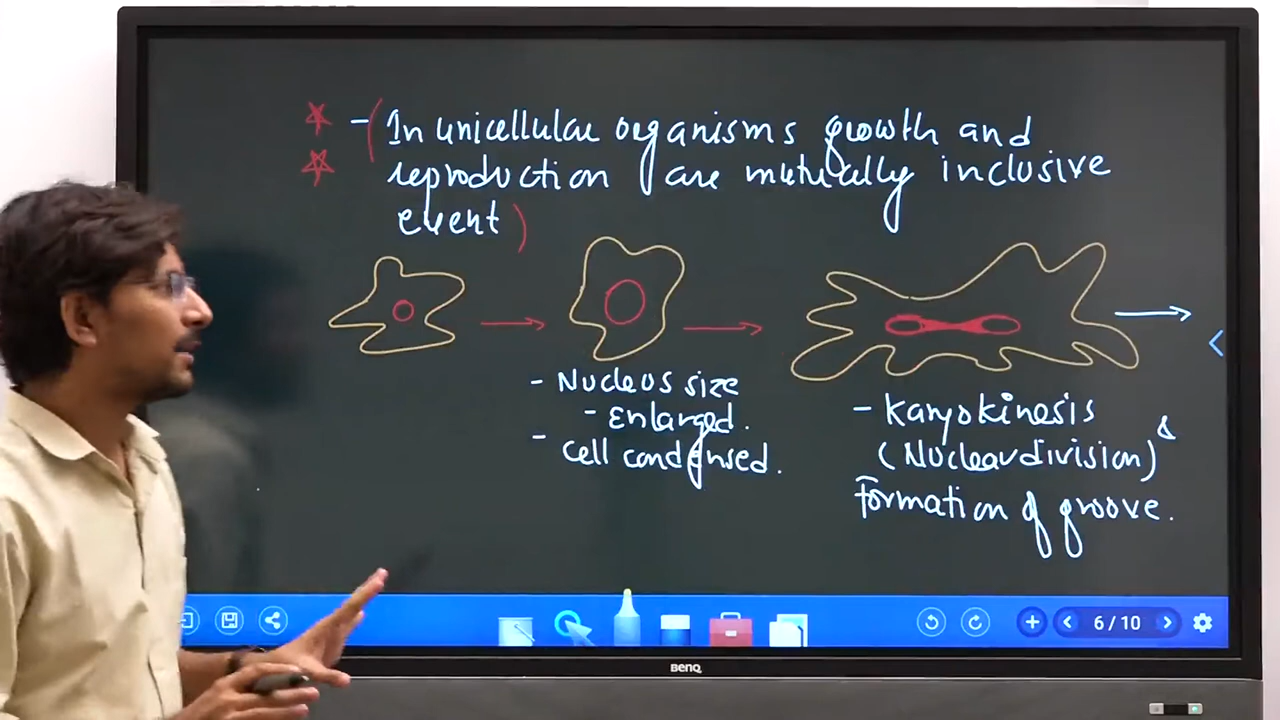 - (In unicellular organisms growth and
reproduction are mutually inclusive
event)
- Nucleus size
- Enlarged.
- Cell condensed.
- Karyokinesis
(Nuclear division) &
Formation of groove.
6 / 10
BenQ